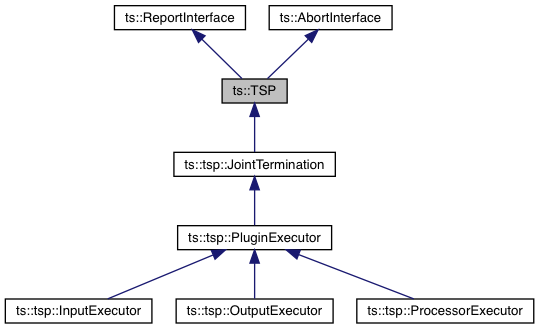 ts::ReportInterface
ts::AbortInterface
ts::TSP
ts::tsp::JointTermination
ts::tsp::PluginExecutor
ts::tsp::InputExecutor
ts::tsp::OutputExecutor
ts::tsp::ProcessorExecutor